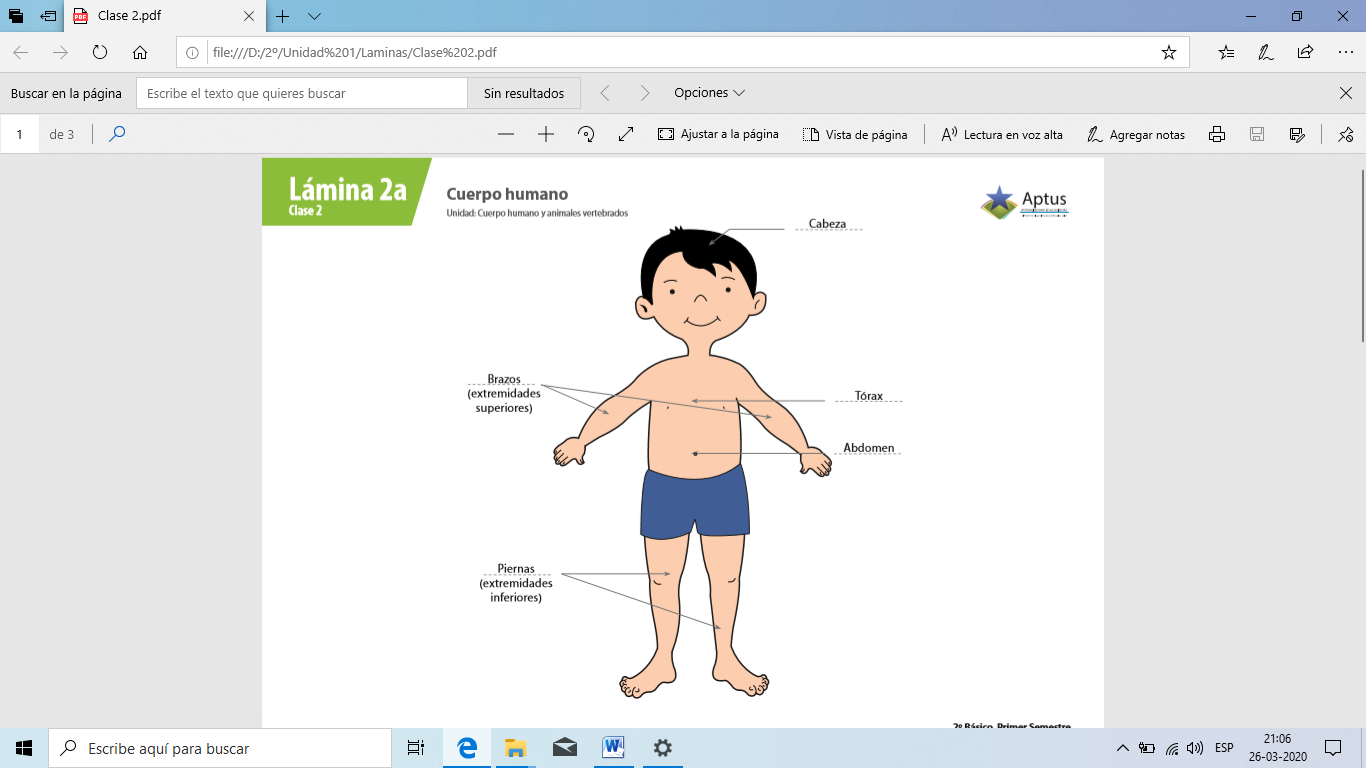 Clase 2.pdf
file:///D:/2º/Unidad%201/Laminas/Clase%202.pdf
Buscar en la página
Escribe el texto que quieres buscar
Sin resultados
Opciones
1 de 3
Ajustar a la página
Vista de página
Lectura en voz alta
Agregar notas
Lámina 2a
Clase 2
Cuerpo humano
Unidad: Cuerpo humano y animales vertebrados
Aptus
Cabeza
Brazos
(extremidades
superiores)
Tórax
Abdomen
Piernas
(extremidades
inferiores)
2º Básico, Primer Semestre
Escribe aquí para buscar
ESP
21:06
26-03-2020